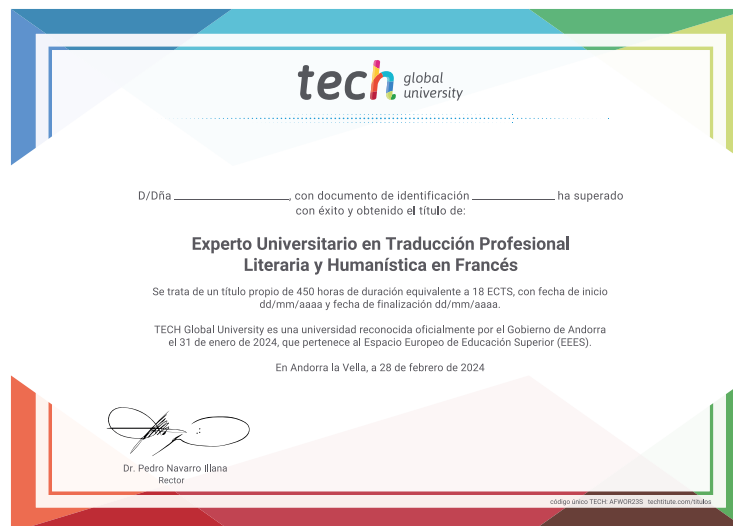 tech global
university
D/Dña ______________, con documento de identificación ______________ ha superado
con éxito y obtenido el título de:
Experto Universitario en Traducción Profesional
Literaria y Humanística en Francés
Se trata de un título propio de 450 horas de duración equivalente a 18 ECTS, con fecha de inicio
dd/mm/aaaa y fecha de finalización dd/mm/aaaa.
TECH Global University es una universidad reconocida oficialmente por el Gobierno de Andorra
el 31 de enero de 2024, que pertenece al Espacio Europeo de Educación Superior (EEES).
En Andorra la Vella, a 28 de febrero de 2024
Dr. Pedro Navarro Illana
Rector
código único TECH: AFWOR23S techtitute.com/titulos